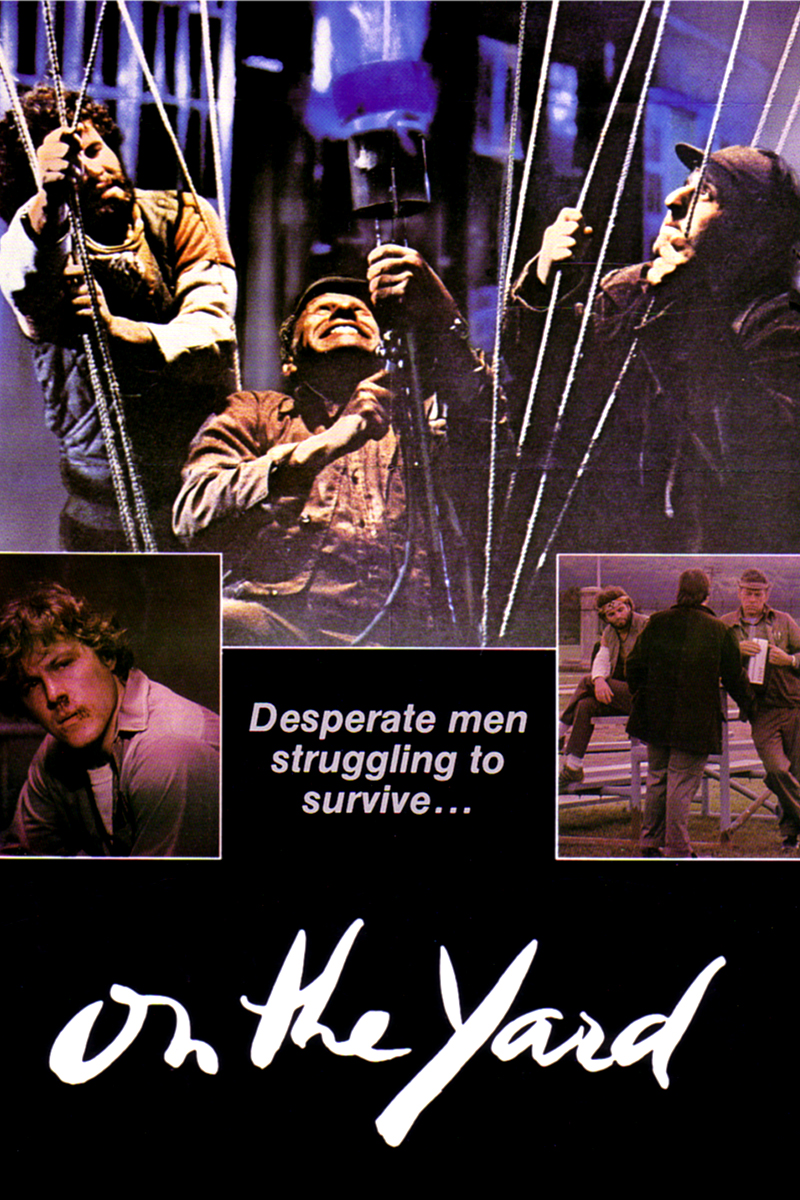 Desperate men
struggling to
survive...
on the Yard